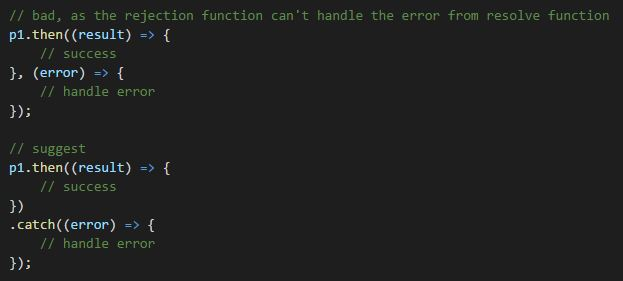 // bad, as the rejection function can't handle the error from resolve function
p1.then((result) => {
    // success
}, (error) => {
    // handle error
});

// suggest
p1.then((result) => {
    // success
})
.catch((error) => {
    // handle error
});